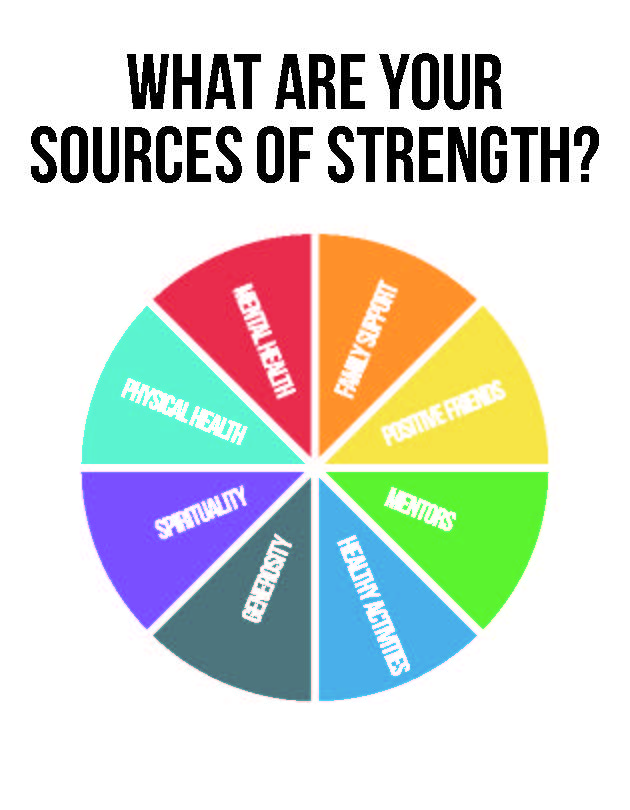 WHAT ARE YOUR
SOURCES OF STRENGTH?
MENTAL HEALTH
FAMILY SUPPORT
PHYSICAL HEALTH
POSITIVE FRIENDS
SPIRITUALITY
MENTORS
GENEROSITY
HEALTHY ACTIVITIES